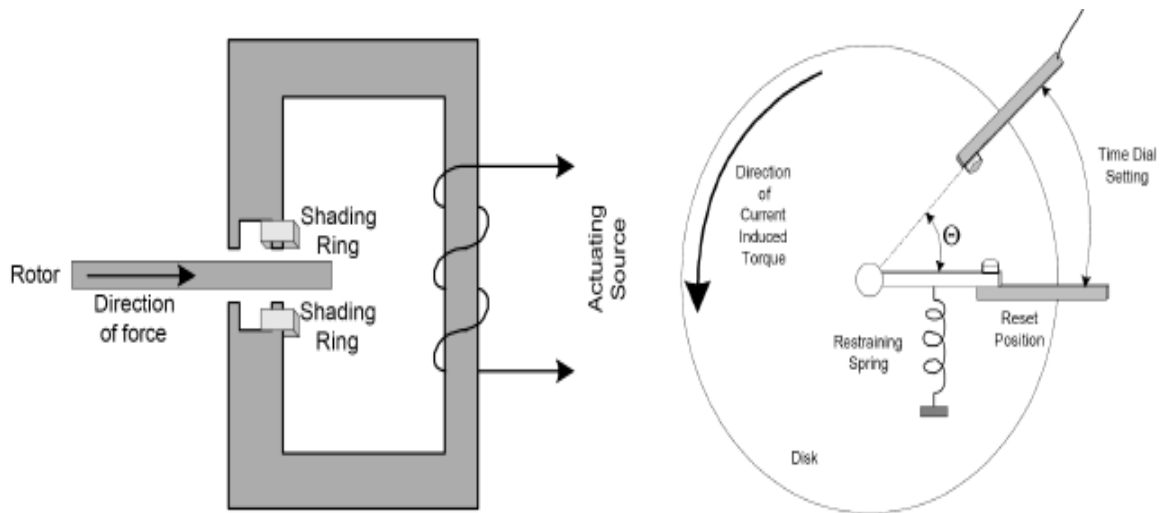 Shading
Ring
Rotor
Direction
of force
Shading
Ring
Actuating
Source
Direction
of
Current
Induced
Torque
Θ
Time Dial
Setting
Restraining
Spring
Reset
Position
Disk